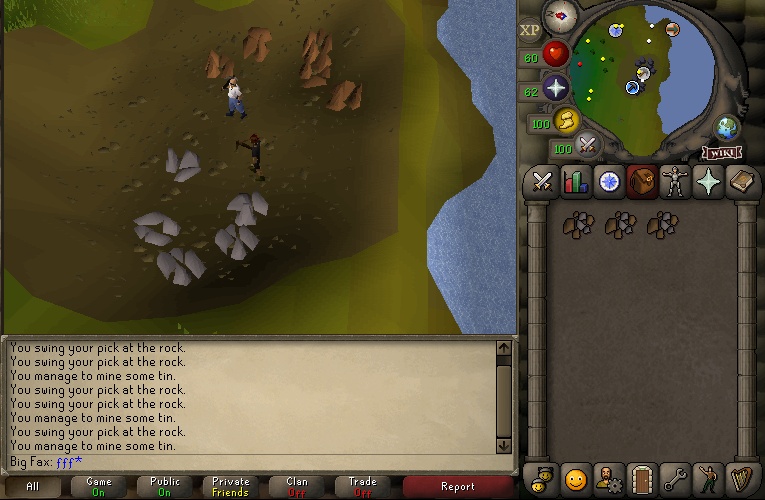 XP
60
62
100
100
WIKI
You swing your pick at the rock.
You swing your pick at the rock.
You manage to mine some tin.
You swing your pick at the rock.
You swing your pick at the rock.
You manage to mine some tin.
You swing your pick at the rock.
You manage to mine some tin.
Big Fax: fff*
All
Game
On
Public
On
Private
Friends
Clan
Off
Trade
Off
Report